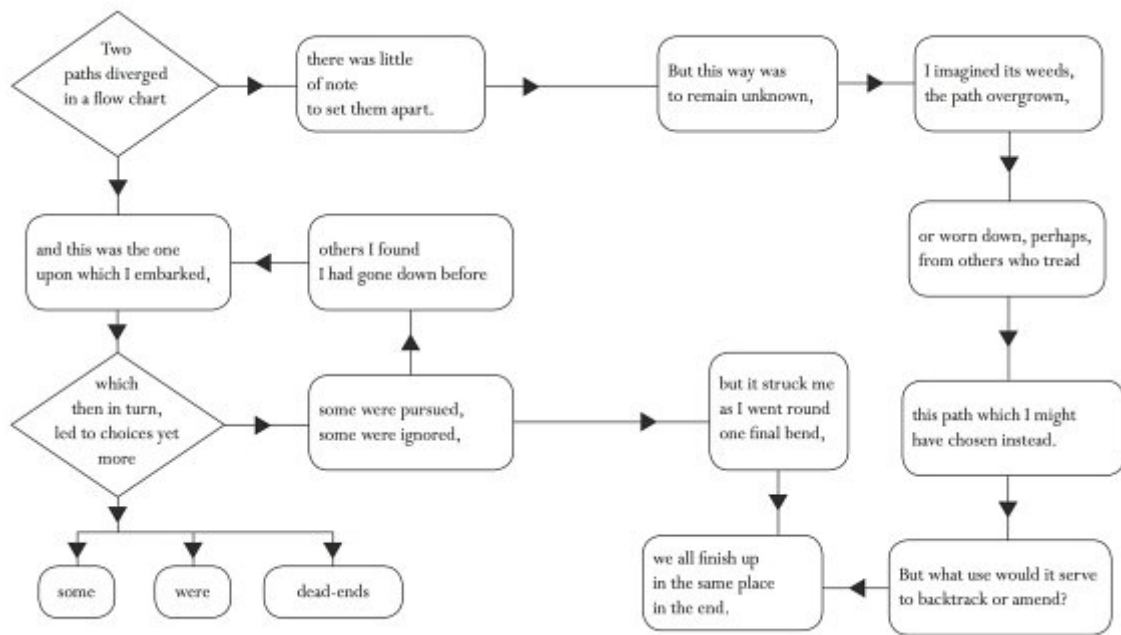 Two
paths diverged
in a flow chart
there was little
of note
to set them apart.
But this way was
to remain unknown,
I imagined its weeds,
the path overgrown,
or worn down, perhaps,
from others who tread
this path which I might
have chosen instead.
But what use would it serve
to backtrack or amend?
and this was the one
upon which I embarked,
which
then in turn,
led to choices yet
more
some
were
dead-ends
some were pursued,
some were ignored,
others I found
I had gone down before
but it struck me
as I went round
one final bend,
we all finish up
in the same place
in the end.